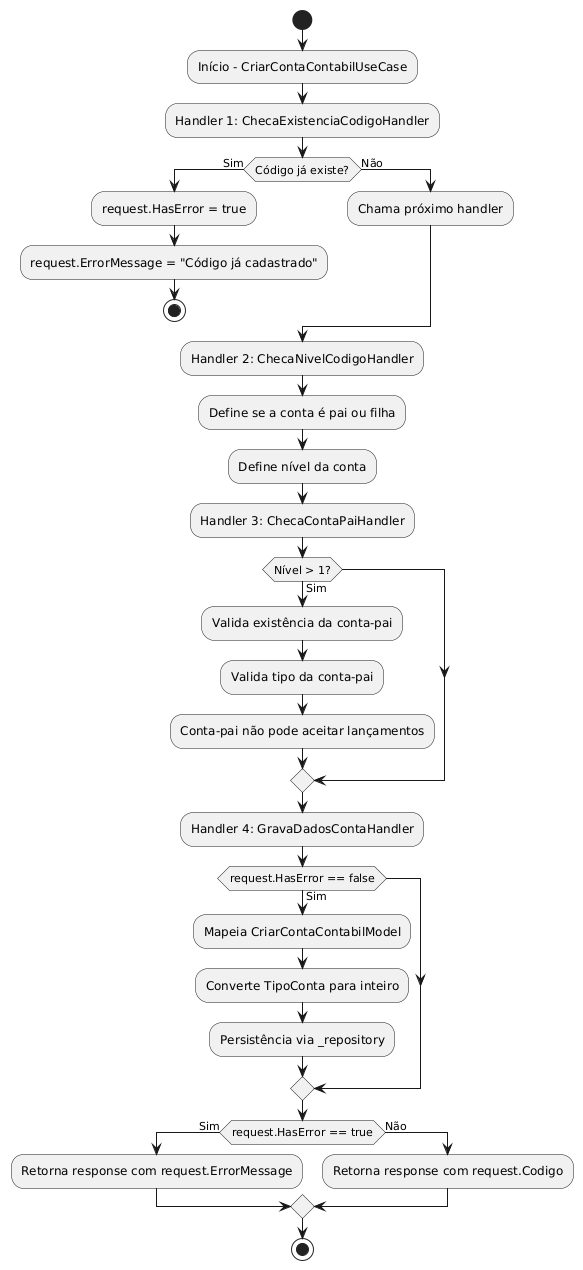 Início - CriarContaContabilUseCase
Handler 1: ChecaExistenciaCodigoHandler
Sim
Código já existe?
Não
request.HasError = true
Chama próximo handler
request.ErrorMessage = "Código já cadastrado"
Handler 2: ChecaNivelCodigoHandler
Define se a conta é pai ou filha
Define nível da conta
Handler 3: ChecaContaPaiHandler
Nível > 1?
Sim
Valida existência da conta-pai
Valida tipo da conta-pai
Conta-pai não pode aceitar lançamentos
Handler 4: GravaDadosContaHandler
request.HasError == false
Sim
Mapeia CriarContaContabilModel
Converte TipoConta para inteiro
Persistência via _repository
Sim
request.HasError == true
Não
Retorna response com request.ErrorMessage
Retorna response com request.Codigo